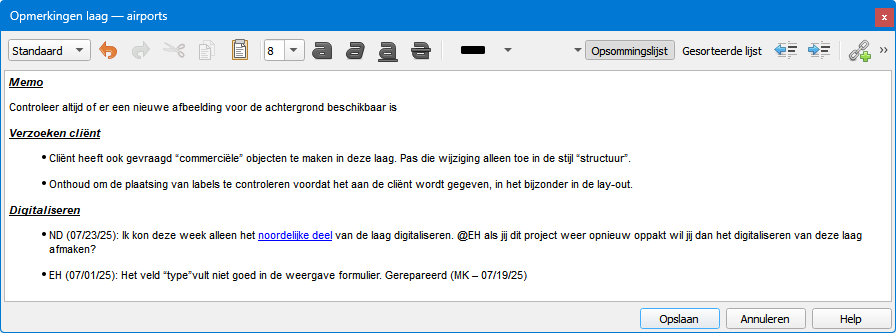 Opmerkingen laag — airports
x
Standaard 8 a a a a Opsommingslijst Gesorteerde lijst »
Memo
Controleer altijd of er een nieuwe afbeelding voor de achtergrond beschikbaar is
Verzoeken cliënt
• Cliënt heeft ook gevraagd “commerciële” objecten te maken in deze laag. Pas die wijziging alleen toe in de stijl “structuur”.
• Onthoud om de plaatsing van labels te controleren voordat het aan de cliënt wordt gegeven, in het bijzonder in de lay-out.
Digitaliseren
• ND (07/23/25): Ik kon deze week alleen het noordelijke deel van de laag digitaliseren. @EH als jij dit project weer opnieuw oppakt wil jij dan het digitaliseren van deze laag
afmaken?
• EH (07/01/25): Het veld “type”vult niet goed in de weergave formulier. Gerepareerd (MK – 07/19/25)
Opslaan Annuleren Help